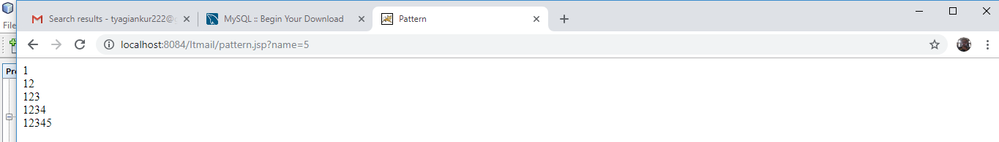 Search results - tyagiankur222@
MySQL :: Begin Your Download
Pattern
File
localhost:8084/ltmail/pattern.jsp?name=5
Pro
1
12
123
1234
12345